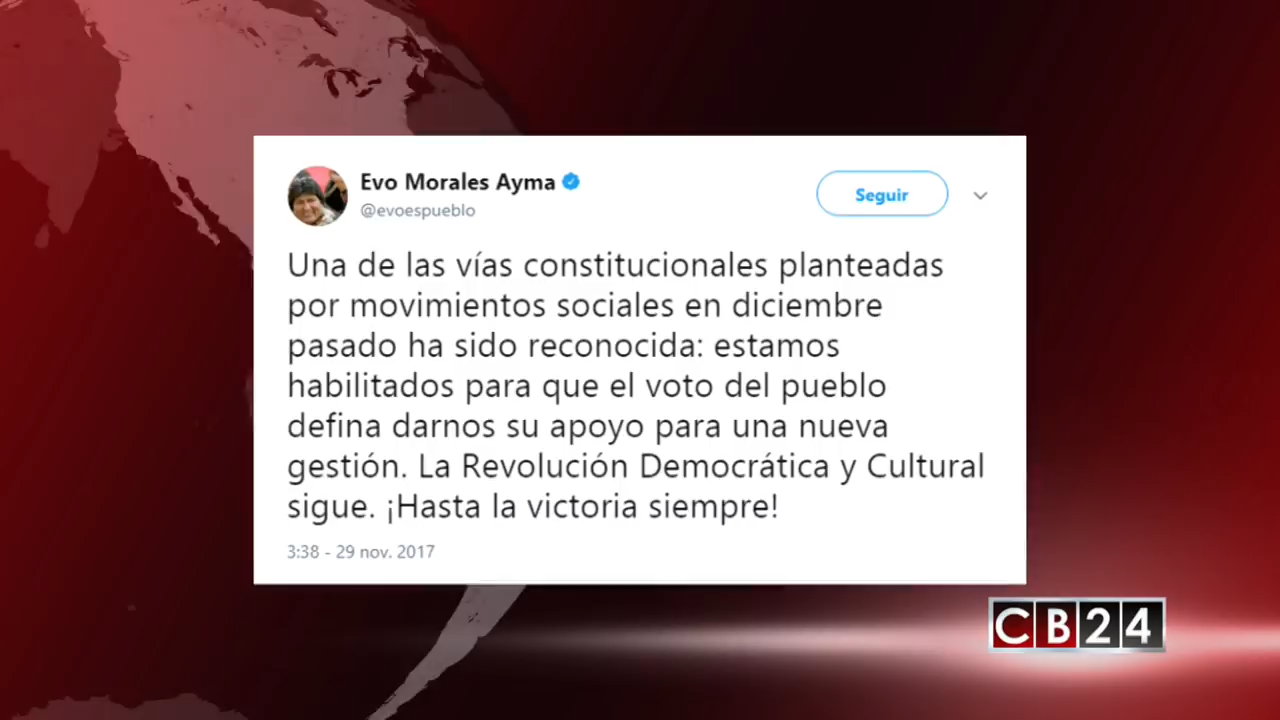 Evo Morales Ayma
@evoespueblo
Seguir
Una de las vías constitucionales planteadas
por movimientos sociales en diciembre
pasado ha sido reconocida: estamos
habilitados para que el voto del pueblo
defina darnos su apoyo para una nueva
gestión. La Revolución Democrática y Cultural
sigue. ¡Hasta la victoria siempre!
3:38 - 29 nov. 2017
CB24